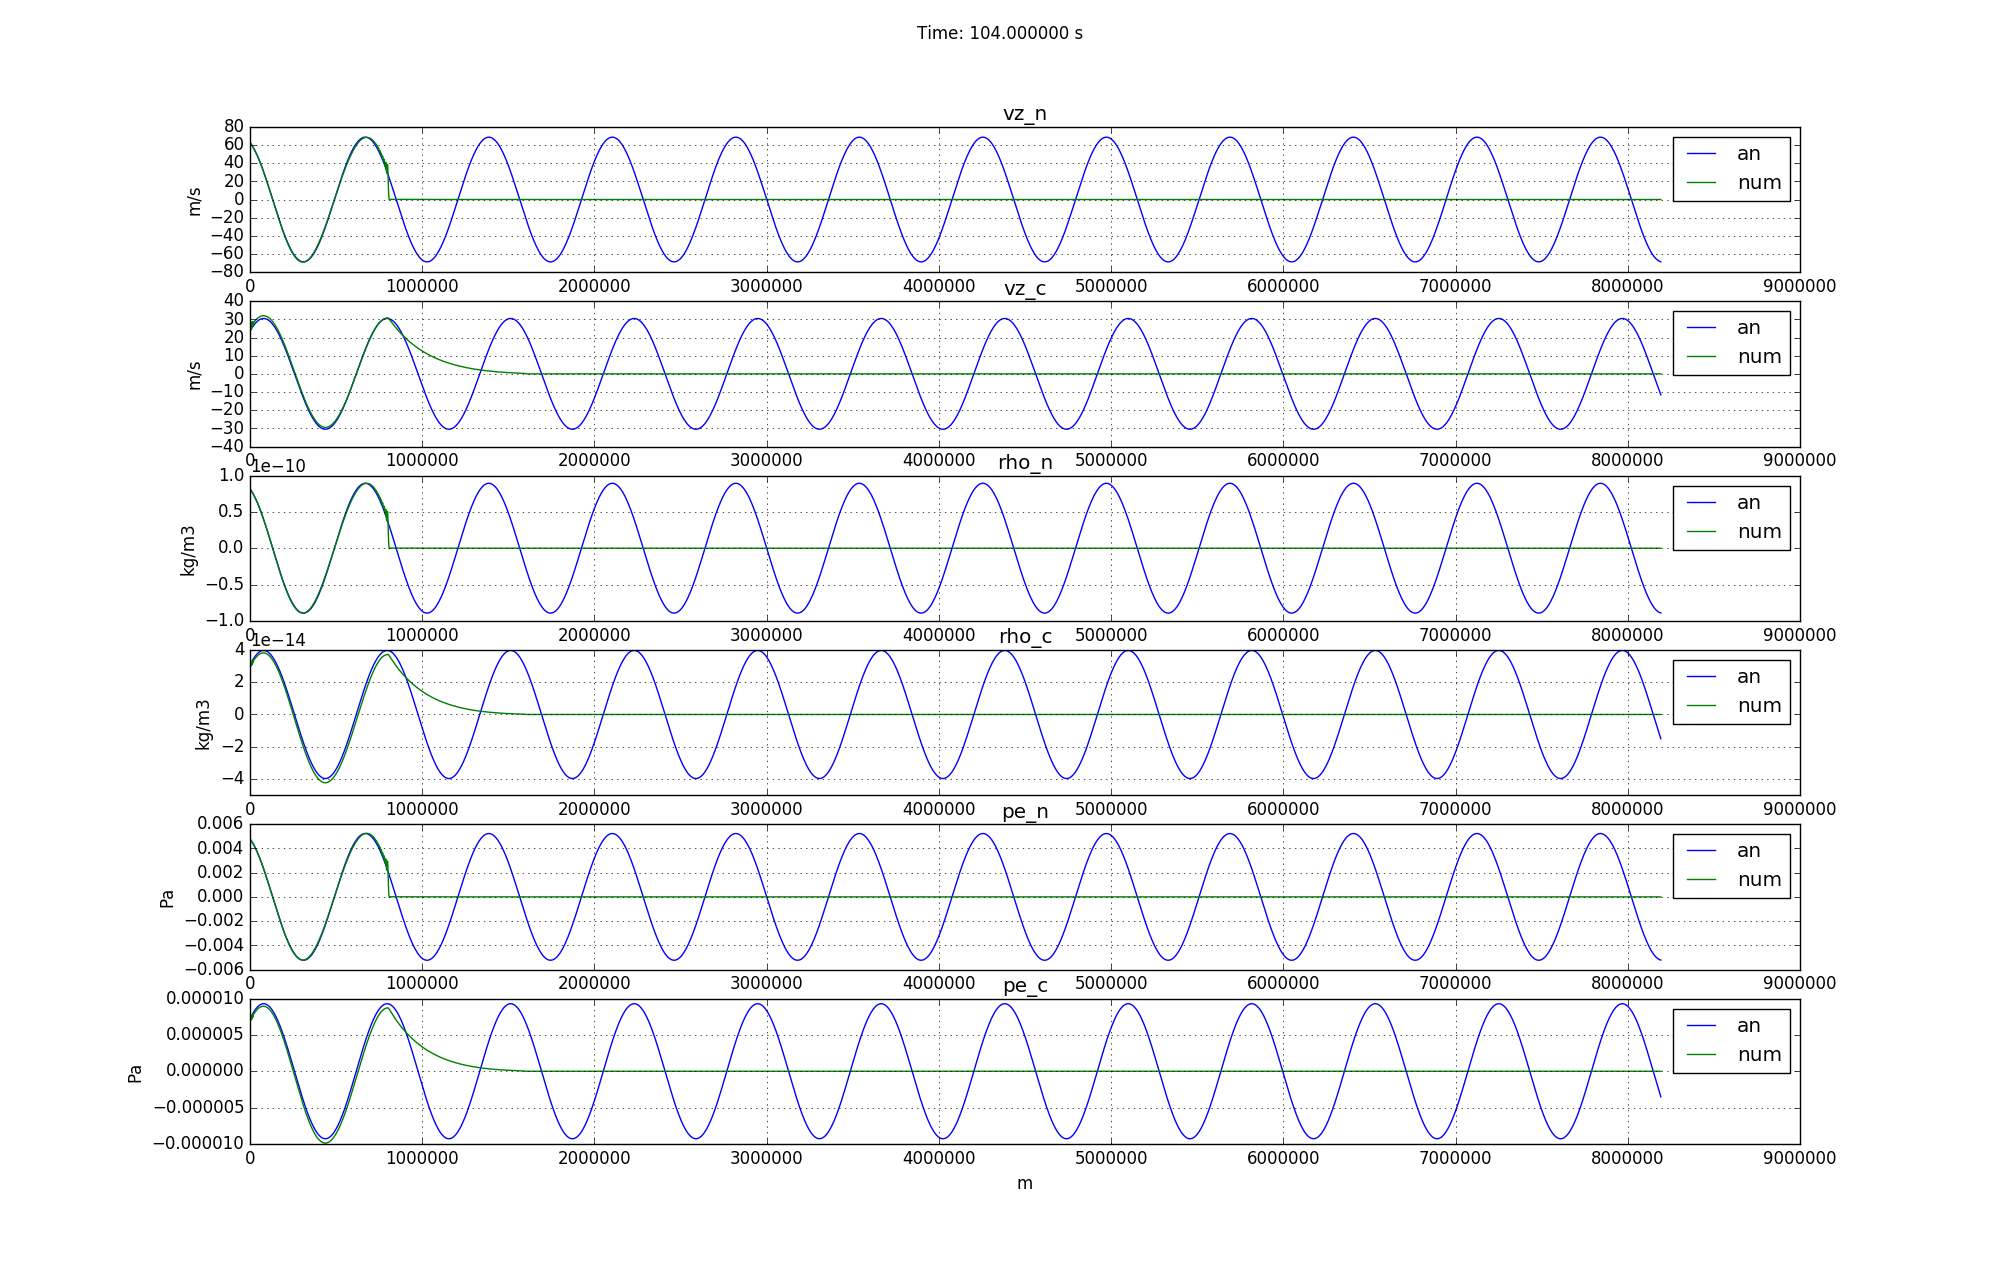 Time: 104.000000 s
vz_n
80
60
40
20
0
−20
−40
−60
−80
m/s
an
num
0 1000000 2000000 3000000 4000000 5000000 6000000 7000000 8000000 9000000
vz_c
40
30
20
10
0
−10
−20
−30
−40
m/s
an
num
0 1000000 2000000 3000000 4000000 5000000 6000000 7000000 8000000 9000000
1e−10
rho_n
1.0
0.5
0.0
−0.5
−1.0
kg/m3
an
num
0 1000000 2000000 3000000 4000000 5000000 6000000 7000000 8000000 9000000
1e−14
rho_c
4
2
0
−2
−4
kg/m3
an
num
0 1000000 2000000 3000000 4000000 5000000 6000000 7000000 8000000 9000000
pe_n
0.006
0.004
0.002
0.000
−0.002
−0.004
−0.006
Pa
an
num
0 1000000 2000000 3000000 4000000 5000000 6000000 7000000 8000000 9000000
pe_c
0.000010
0.000005
0.000000
−0.000005
−0.000010
Pa
an
num
0 1000000 2000000 3000000 4000000 5000000 6000000 7000000 8000000 9000000
m